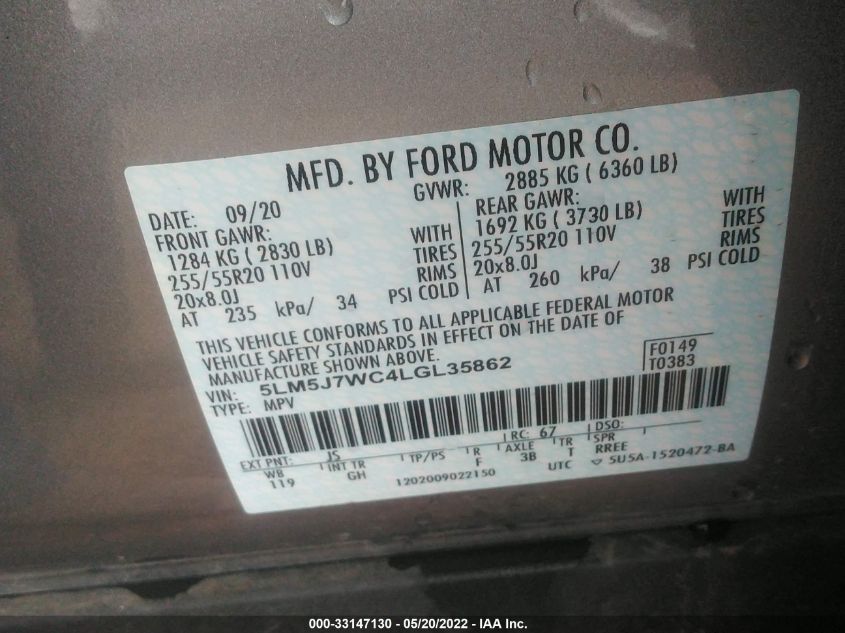 MFD. BY FORD MOTOR CO.
DATE: 09/20 GVWR: 2885 KG ( 6360 LB)
FRONT GAWR: REAR GAWR:
1284 KG ( 2830 LB) WITH 1692 KG ( 3730 LB) WITH
255/55R20 110V TIRES 255/55R20 110V TIRES
20x8.0J RIMS 20x8.0J RIMS
AT 235 kPa/ 34 PSI COLD AT 260 kPa/ 38 PSI COLD
THIS VEHICLE CONFORMS TO ALL APPLICABLE FEDERAL MOTOR
VEHICLE SAFETY STANDARDS IN EFFECT ON THE DATE OF
MANUFACTURE SHOWN ABOVE.
VIN: 5LM5J7WC4LGL35862 F0149
TYPE: MPV T0383
EXT PNT: JS RC: 67 DSO:
WB INT TR TP/PS R AXLE TR SPR
119 GH F 3B T RREE
1202009022150 UTC ▽ 5U5A-1520472-BA
000-33147130 - 05/20/2022 - IAA Inc.